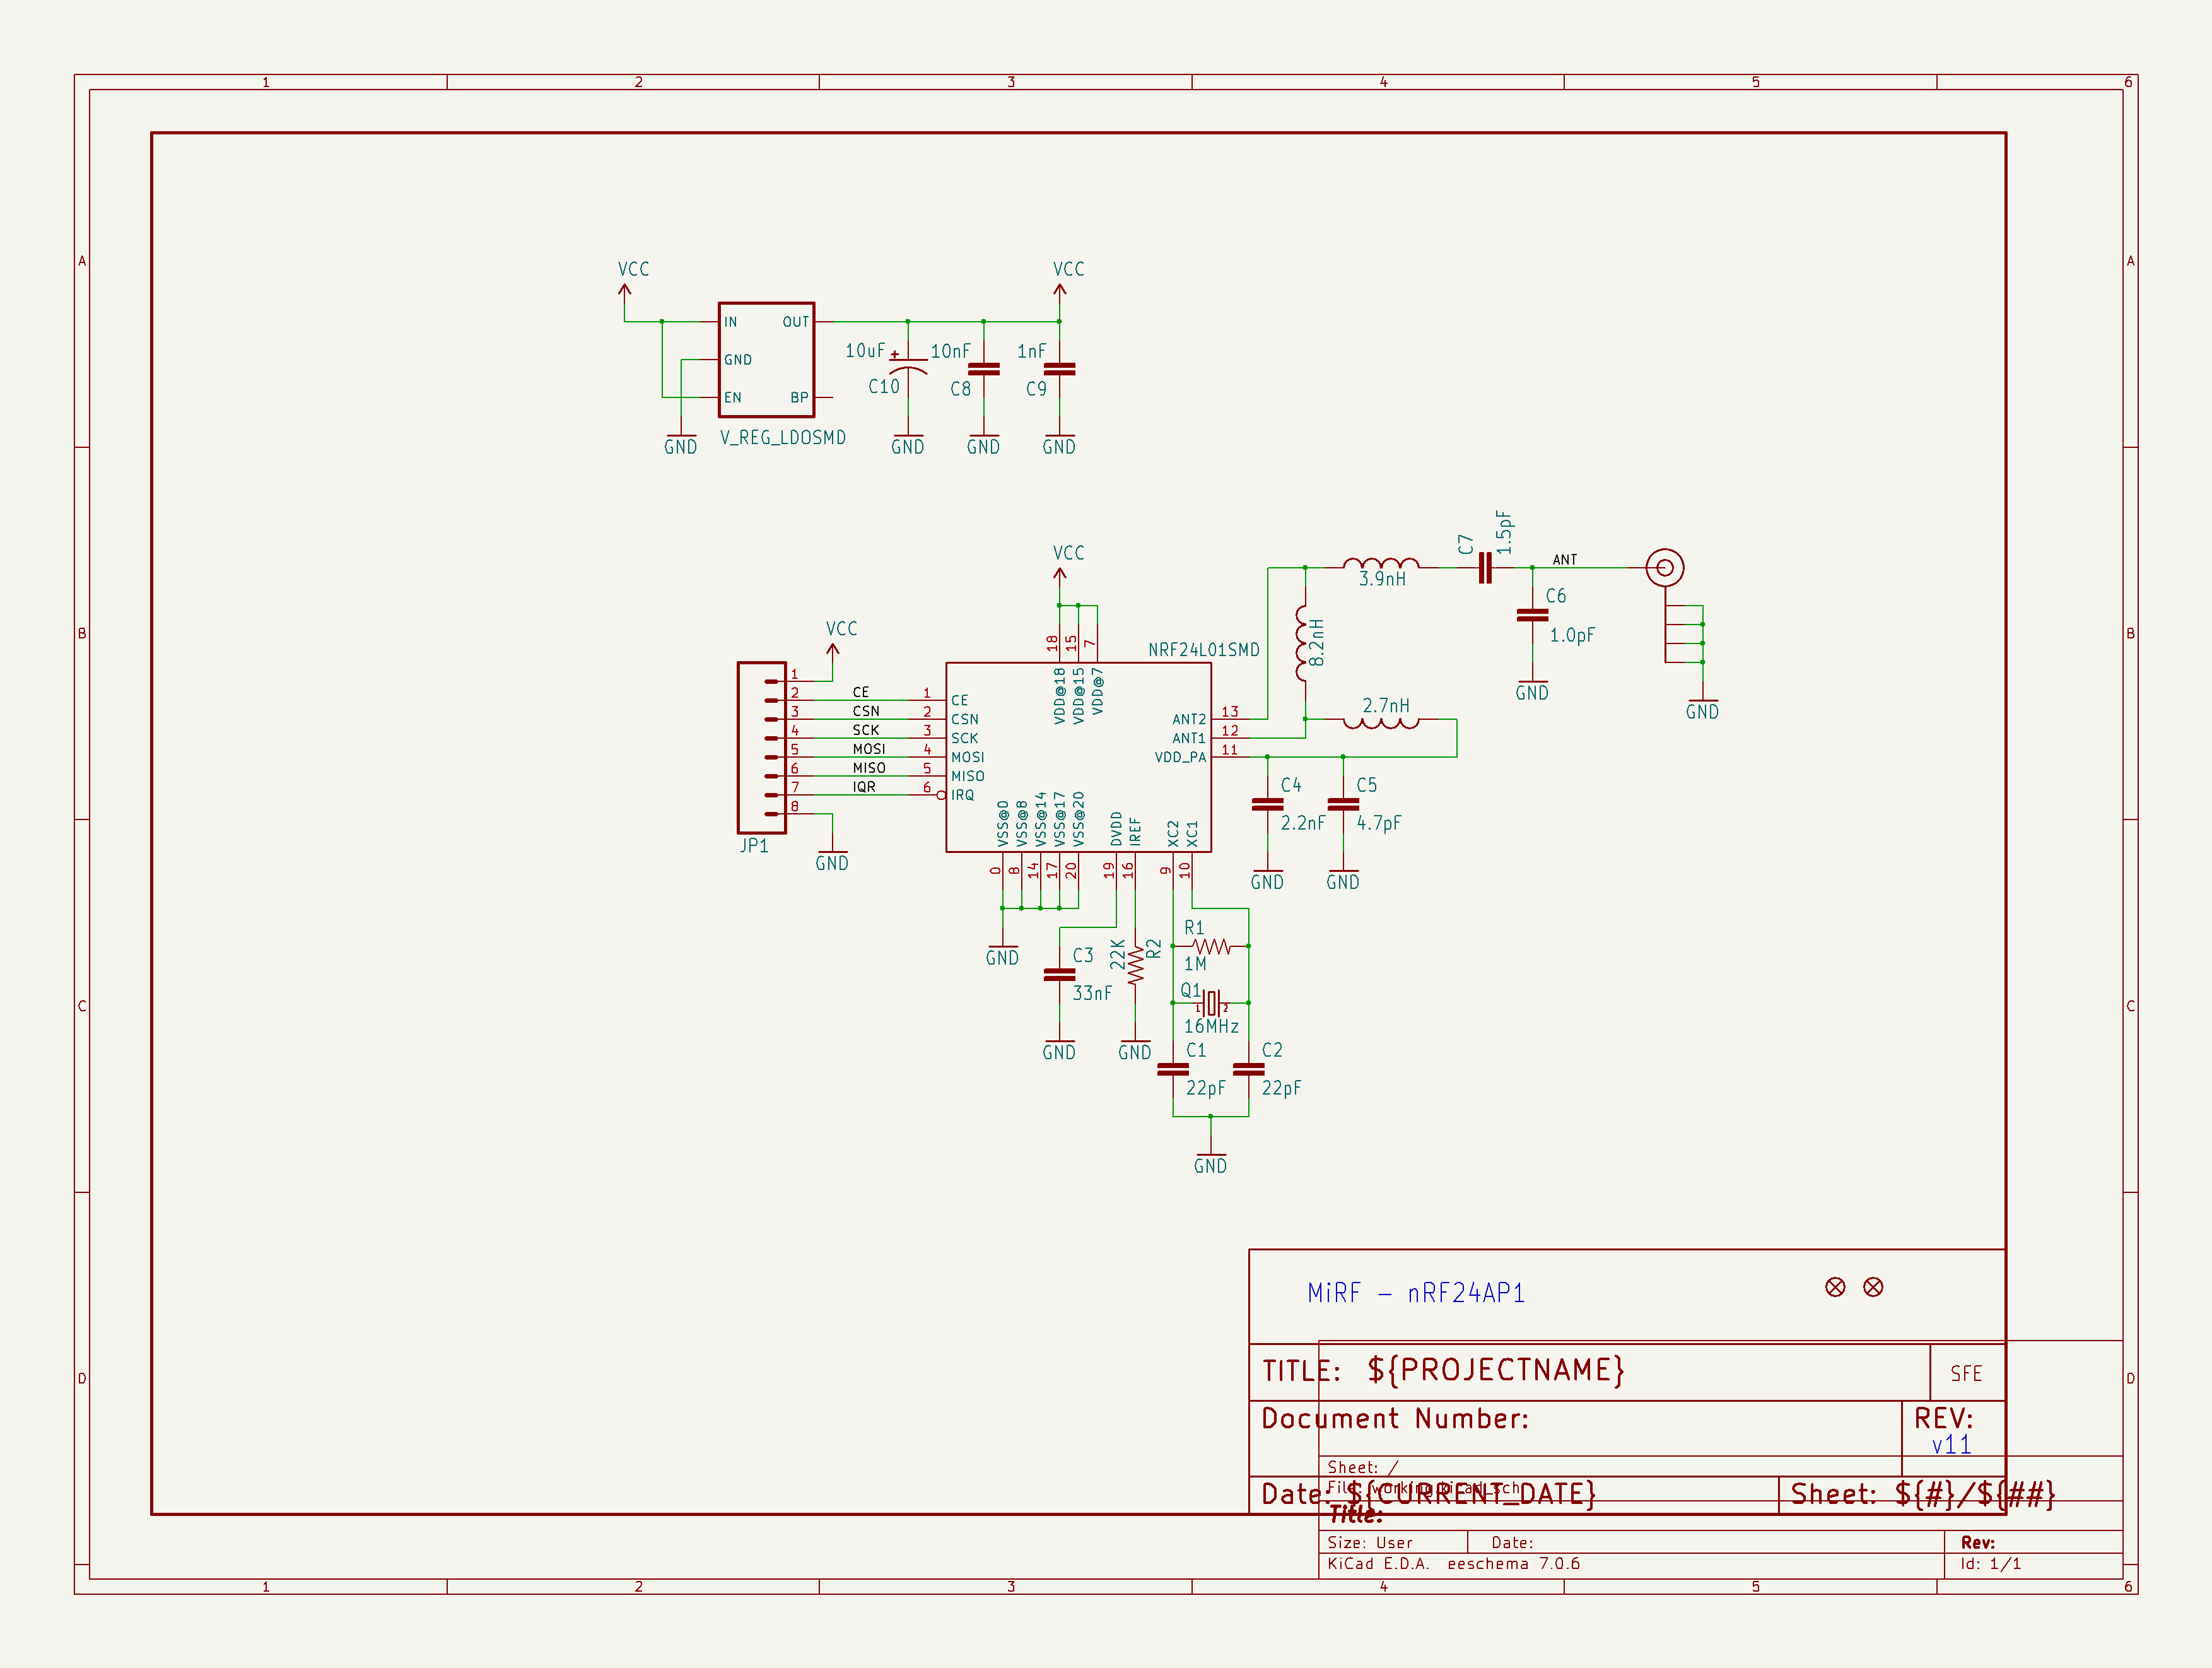 1 2 3 4 5 6
A A
VCC VCC
IN OUT
GND
EN BP
V_REG_LDOSMD
10uF 10nF 1nF
C10 C8 C9
GND GND GND GND
B B
VCC
18 15 7
VDD@18 VDD@15 VDD@7
NRF24L01SMD
VCC
1
2 CE 1 CE
3 CSN 2 CSN
4 SCK 3 SCK
5 MOSI 4 MOSI
6 MISO 5 MISO
7 IQR 6 IRQ
8
JP1
GND
ANT2 13
ANT1 12
VDD_PA 11
3.9nH
8.2nH
2.7nH
C7 1.5pF
ANT
C6
1.0pF
GND
GND
C4 C5
2.2nF 4.7pF
GND GND
VSS@0 VSS@8 VSS@14 VSS@17 VSS@20 DVDD IREF XC2 XC1
0 8 14 17 20 19 16 9 10
GND
C3
33nF
GND
22K R2
GND
R1
1M
Q1
1 2
16MHz
C1 C2
22pF 22pF
GND
C C
D D
MiRF - nRF24AP1
TITLE: ${PROJECTNAME}
SFE
Document Number:
REV:
v11
Sheet: /
File: working.kicad_sch
Date: ${CURRENT_DATE}
Sheet: ${#}/${##}
Title:
Size: User Date: Rev:
KiCad E.D.A. eeschema 7.0.6 Id: 1/1
1 2 3 4 5 6